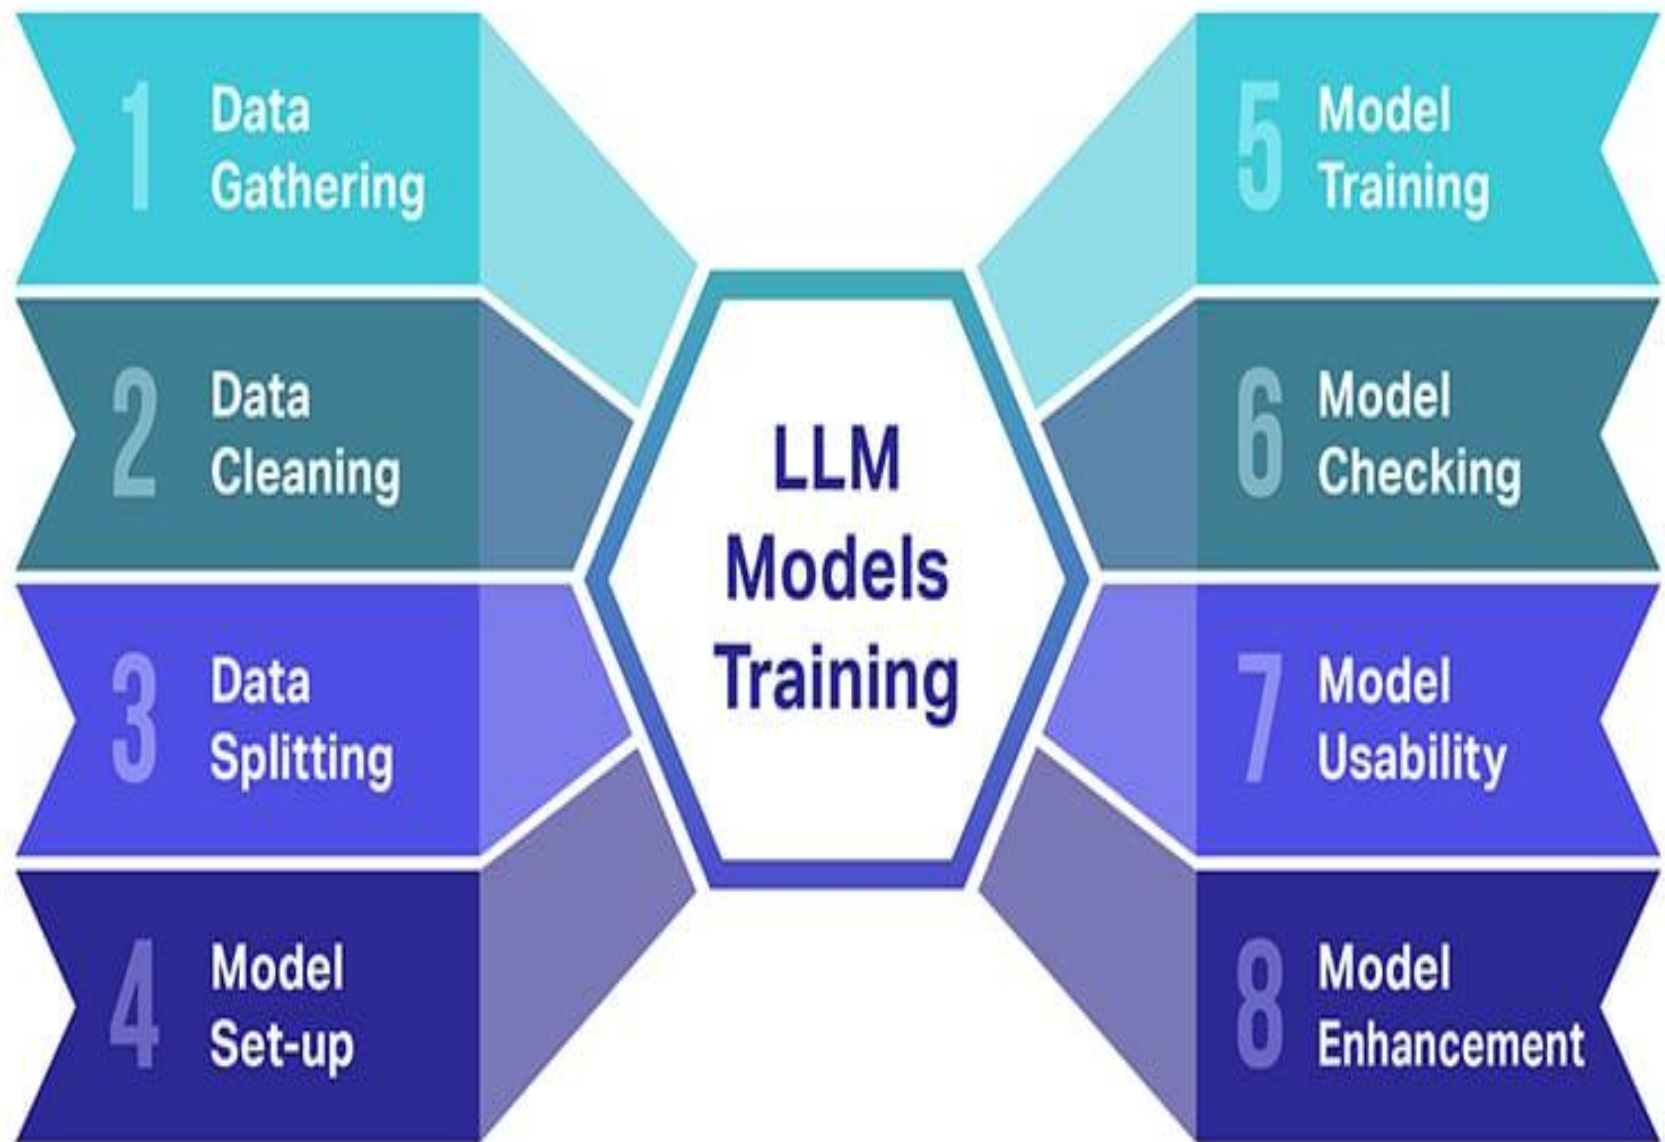 1
Data
Gathering
2
Data
Cleaning
3
Data
Splitting
4
Model
Set-up
LLM
Models
Training
5
Model
Training
6
Model
Checking
7
Model
Usability
8
Model
Enhancement